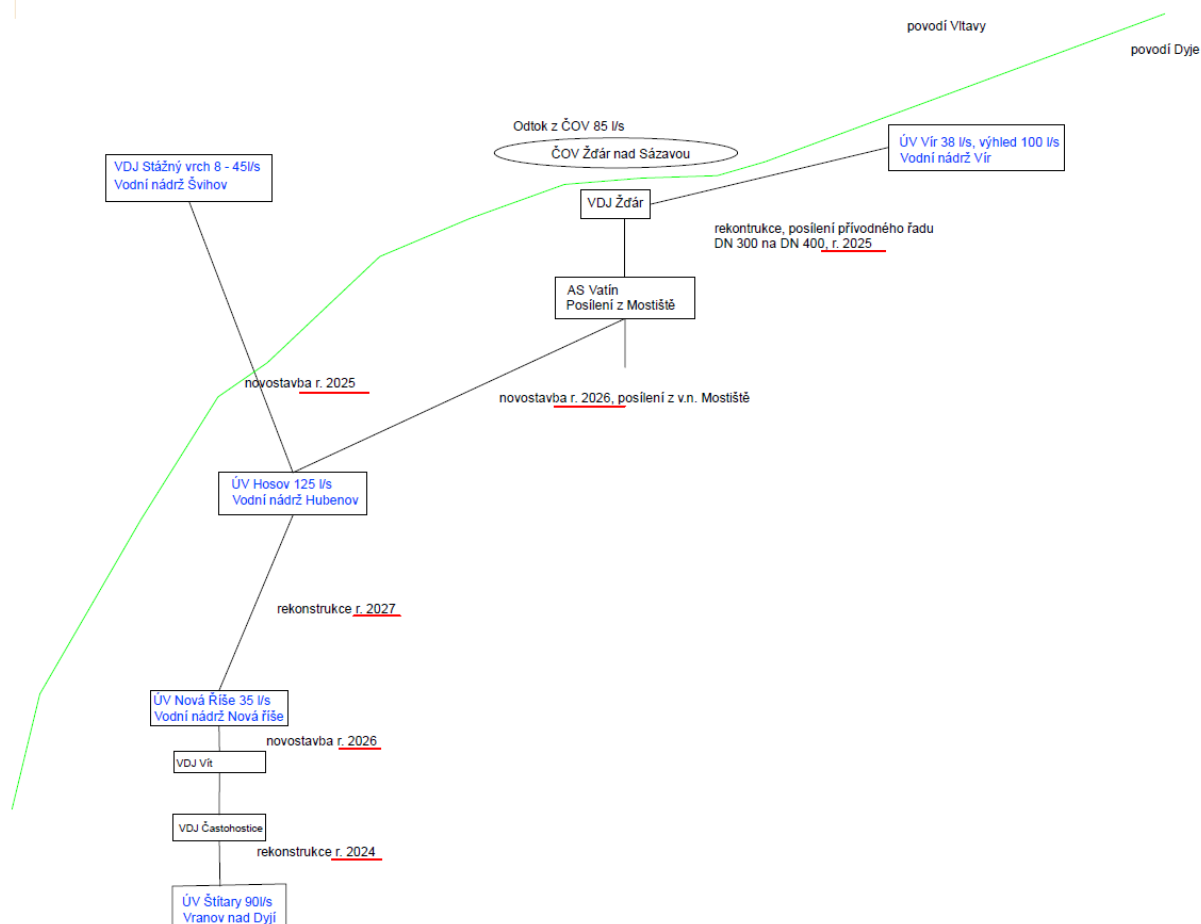 povodí Vltavy
povodí Dyje
Odtok z ČOV 85 l/s
ČOV Žďár nad Sázavou
ÚV Vír 38 l/s, výhled 100 l/s
Vodní nádrž Vír
VDJ Stážný vrch 8 - 45l/s
Vodní nádrž Švihov
VDJ Žďár
rekontrukce, posílení přívodného řadu
DN 300 na DN 400, r. 2025
AS Vatín
Posílení z Mostiště
novostavba r. 2025
novostavba r. 2026, posílení z v.n. Mostiště
ÚV Hosov 125 l/s
Vodní nádrž Hubenov
rekonstrukce r. 2027
ÚV Nová Říše 35 l/s
Vodní nádrž Nová říše
novostavba r. 2026
VDJ Vít
VDJ Častohostice
rekonstrukce r. 2024
ÚV Štítary 90l/s
Vranov nad Dyjí